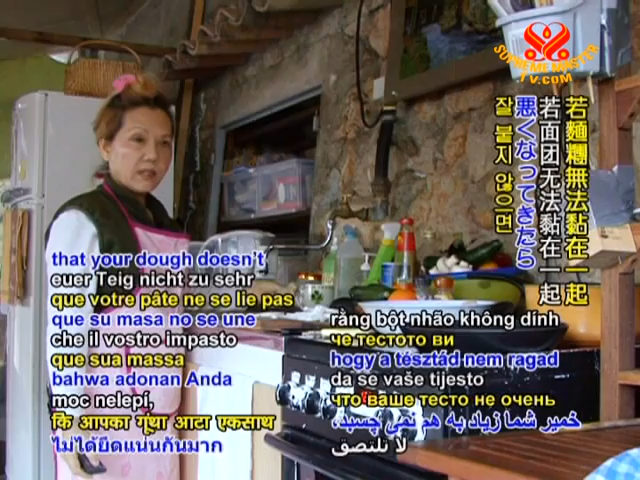 SUPREME MASTER
TV.COM
若麵糰無法黏在一起
若面团无法黏在一起
悪くなってきたら
잘 붙지 않으면
that your dough doesn't
euer Teig nicht zu sehr
que votre pâte ne se lie pas
que su masa no se une
che il vostro impasto
que sua massa
bahwa adonan Anda
moc nelepí,
कि आपका गूंथा आटा एकसाथ
ไม่ได้ยึดแน่นกันมาก
rằng bột nhão không dính
че тестото ви
hogy a tésztád nem ragad
da se vaše tijesto
что ваше тесто не очень
خمیر شما زیاد به هم نمی چسبد،
لا تلتصق